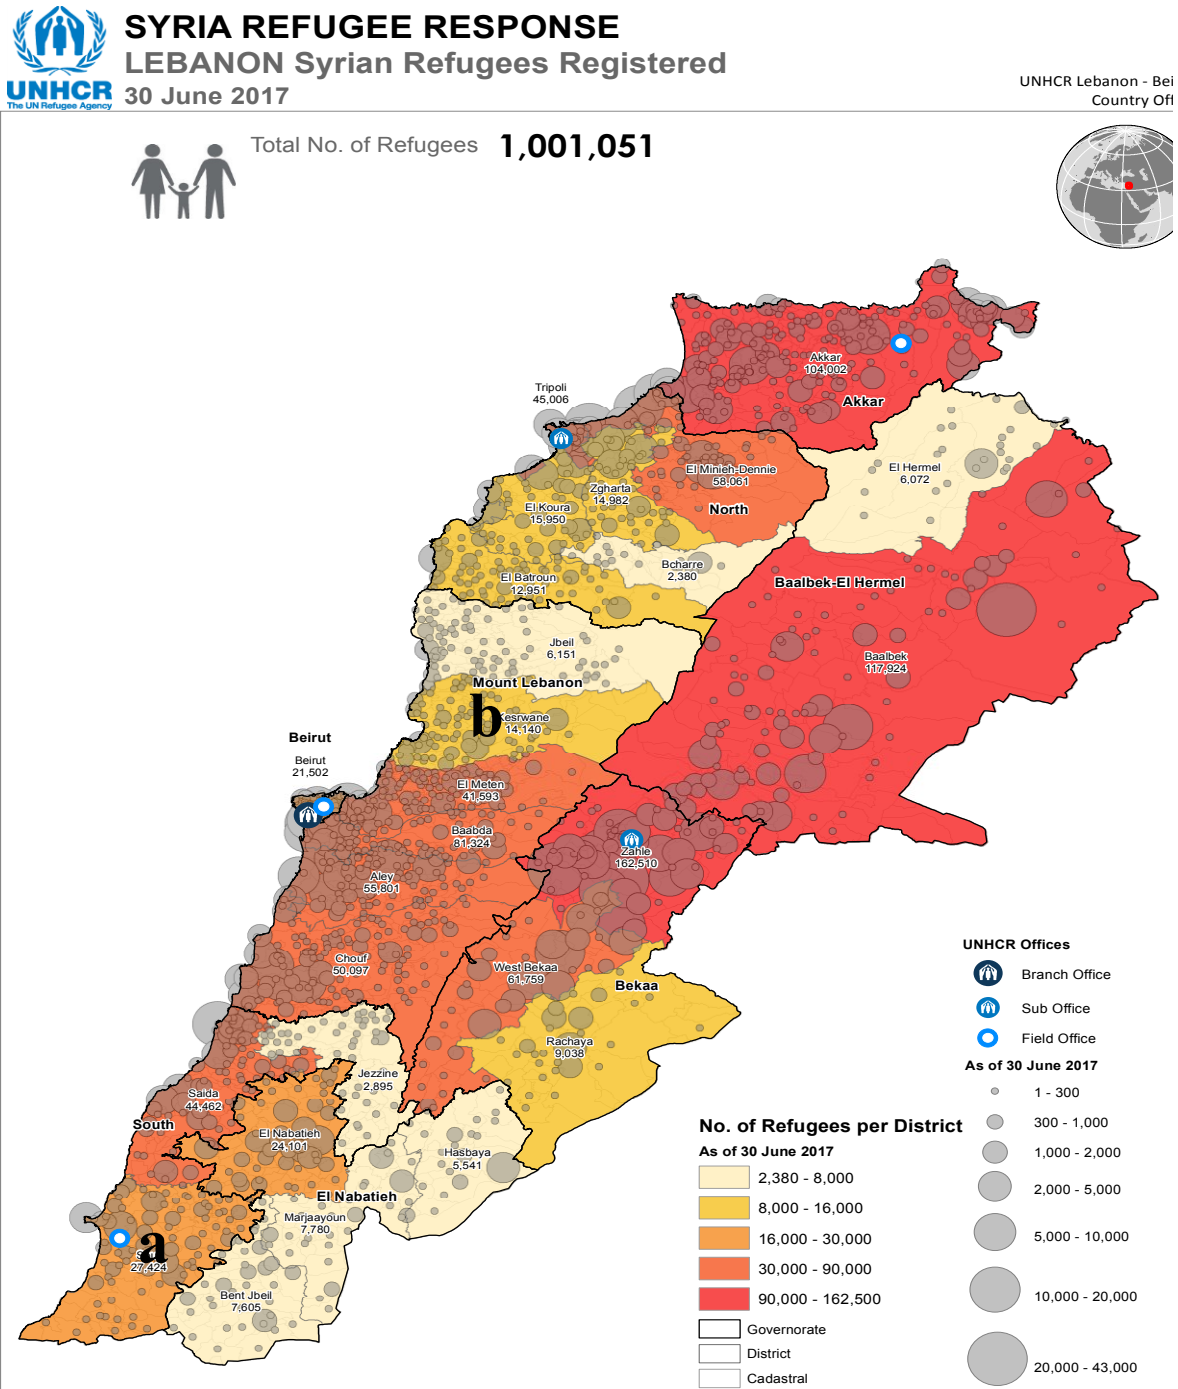 UNHCR
The UN Refugee Agency
SYRIA REFUGEE RESPONSE
LEBANON Syrian Refugees Registered
30 June 2017
UNHCR Lebanon - Bei
Country Off
Total No. of Refugees 1,001,051
Akkar
104,002
Akkar
Tripoli
45,006
El Hermel
6,072
El Minieh-Dennie
58,061
North
Zgharta
14,982
El Koura
15,950
Bcharre
2,380
El Batroun
12,951
Baalbek-El Hermel
Jbeil
6,151
Baalbek
117,924
Mount Lebanon
b
Kesrwane
14,140
Beirut
Beirut
21,502
El Meten
41,593
Baabda
81,324
Zahle
162,510
Aley
55,801
Chouf
50,097
West Bekaa
61,759
Bekaa
Rachaya
9,038
Jezzine
2,895
Saida
44,462
South
El Nabatieh
24,101
Hasbaya
5,541
El Nabatieh
Marjaayoun
7,780
a
27,424
Bent Jbeil
7,605
UNHCR Offices
Branch Office
Sub Office
Field Office
As of 30 June 2017
1 - 300
300 - 1,000
1,000 - 2,000
2,000 - 5,000
5,000 - 10,000
10,000 - 20,000
20,000 - 43,000
No. of Refugees per District
As of 30 June 2017
2,380 - 8,000
8,000 - 16,000
16,000 - 30,000
30,000 - 90,000
90,000 - 162,500
Governorate
District
Cadastral